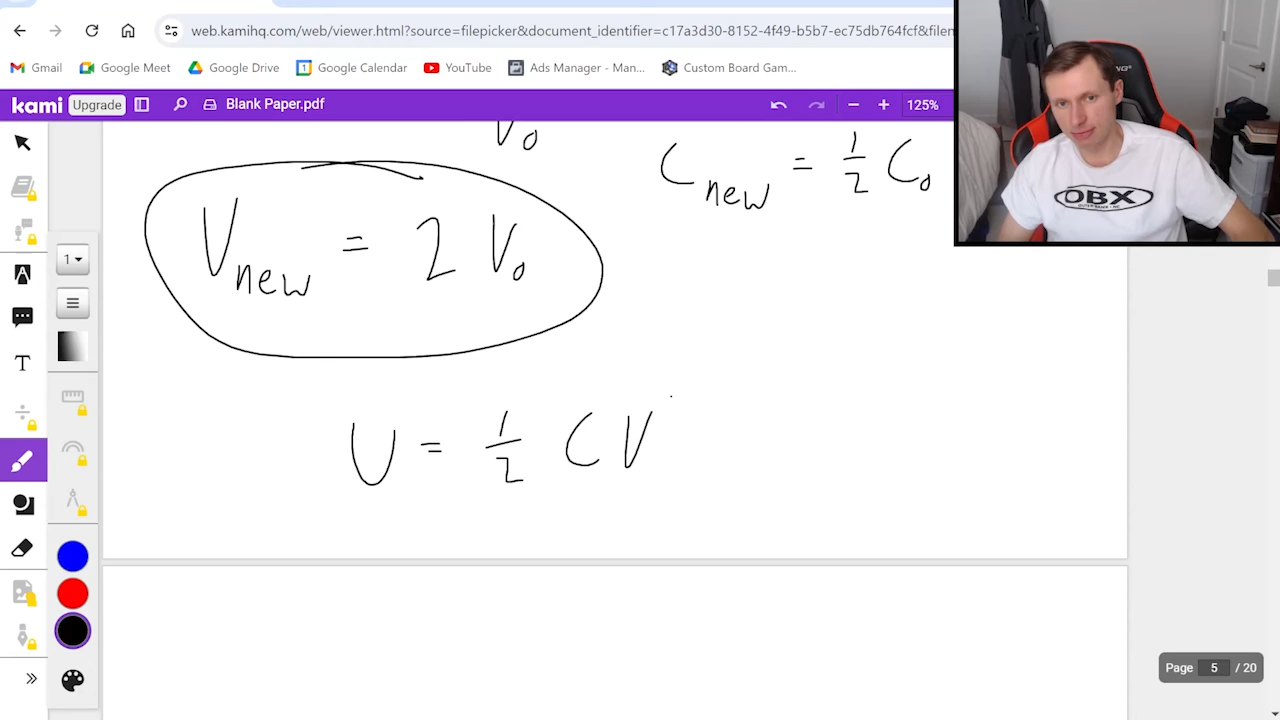 web.kamihq.com/web/viewer.html?source=filepicker&document_identifier=c17a3d30-8152-4f49-b5b7-ec75db764fcf&filen
Gmail Google Meet Google Drive Google Calendar YouTube Ads Manager - Man... Custom Board Gam...
kami Upgrade Blank Paper.pdf 125%
V₀
C_new = 1/2 C₀
V_new = 2 V₀
U = 1/2 C V
1
T
OBX
Page 5 / 20